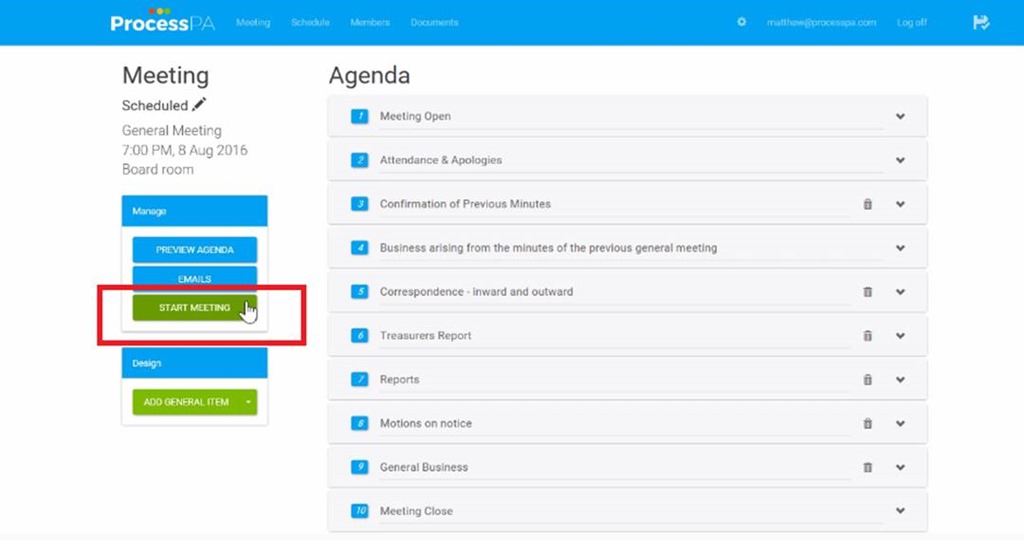 ProcessPA
Meeting Schedule Members Documents
matthew@processpa.com Log off
Meeting
Scheduled
General Meeting
7:00 PM, 8 Aug 2016
Board room
Manage
PREVIEW AGENDA
EMAILS
START MEETING
Design
ADD GENERAL ITEM
Agenda
1 Meeting Open
2 Attendance & Apologies
3 Confirmation of Previous Minutes
4 Business arising from the minutes of the previous general meeting
5 Correspondence - inward and outward
6 Treasurers Report
7 Reports
8 Motions on notice
9 General Business
10 Meeting Close